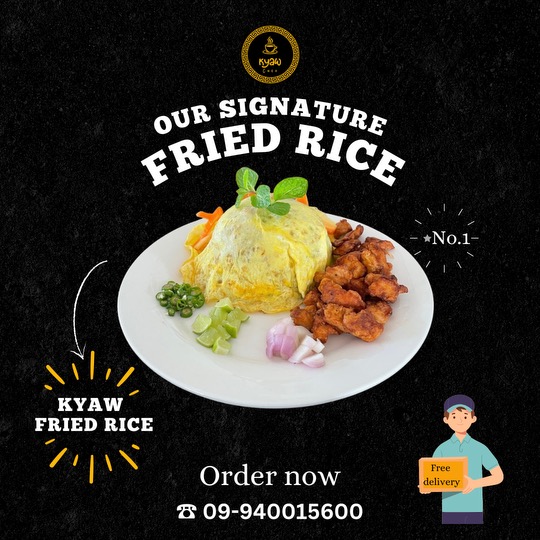 Kyaw
OUR SIGNATURE
FRIED RICE
No.1
KYAW
FRIED RICE
Free
delivery
Order now
☎ 09-940015600